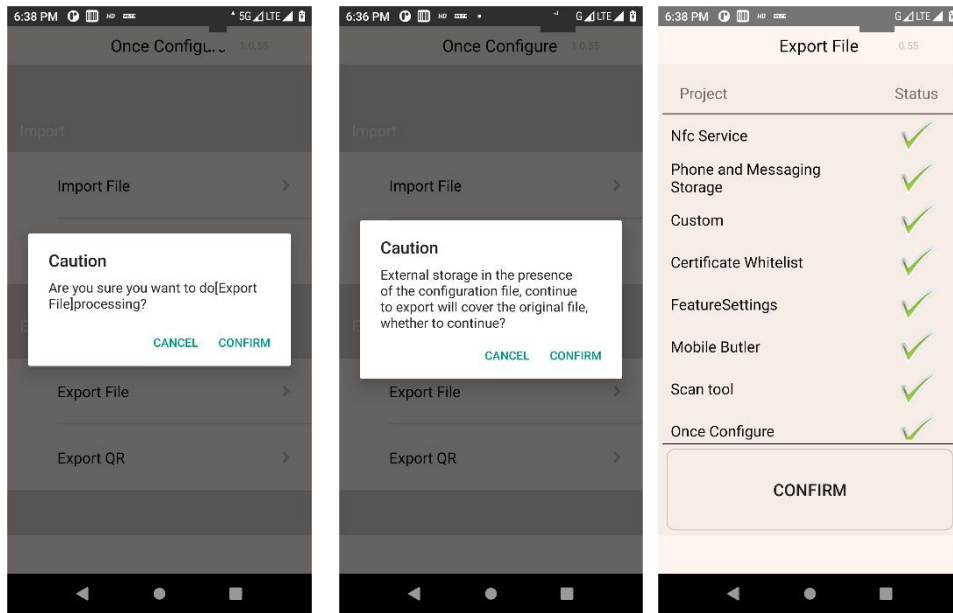 6:38 PM HD 5G LTE
Once Configu
1.0.55
Import
Import File
Caution
Are you sure you want to do[Export
File]processing?
CANCEL CONFIRM
E
Export File
Export QR
6:36 PM HD G LTE
Once Configure 1.0.55
Import
Import File
Caution
External storage in the presence
of the configuration file, continue
to export will cover the original file,
whether to continue?
CANCEL CONFIRM
E
Export File
Export QR
6:38 PM HD G LTE
Export File .0.55
Project Status
Nfc Service
Phone and Messaging
Storage
Custom
Certificate Whitelist
FeatureSettings
Mobile Butler
Scan tool
Once Configure
CONFIRM